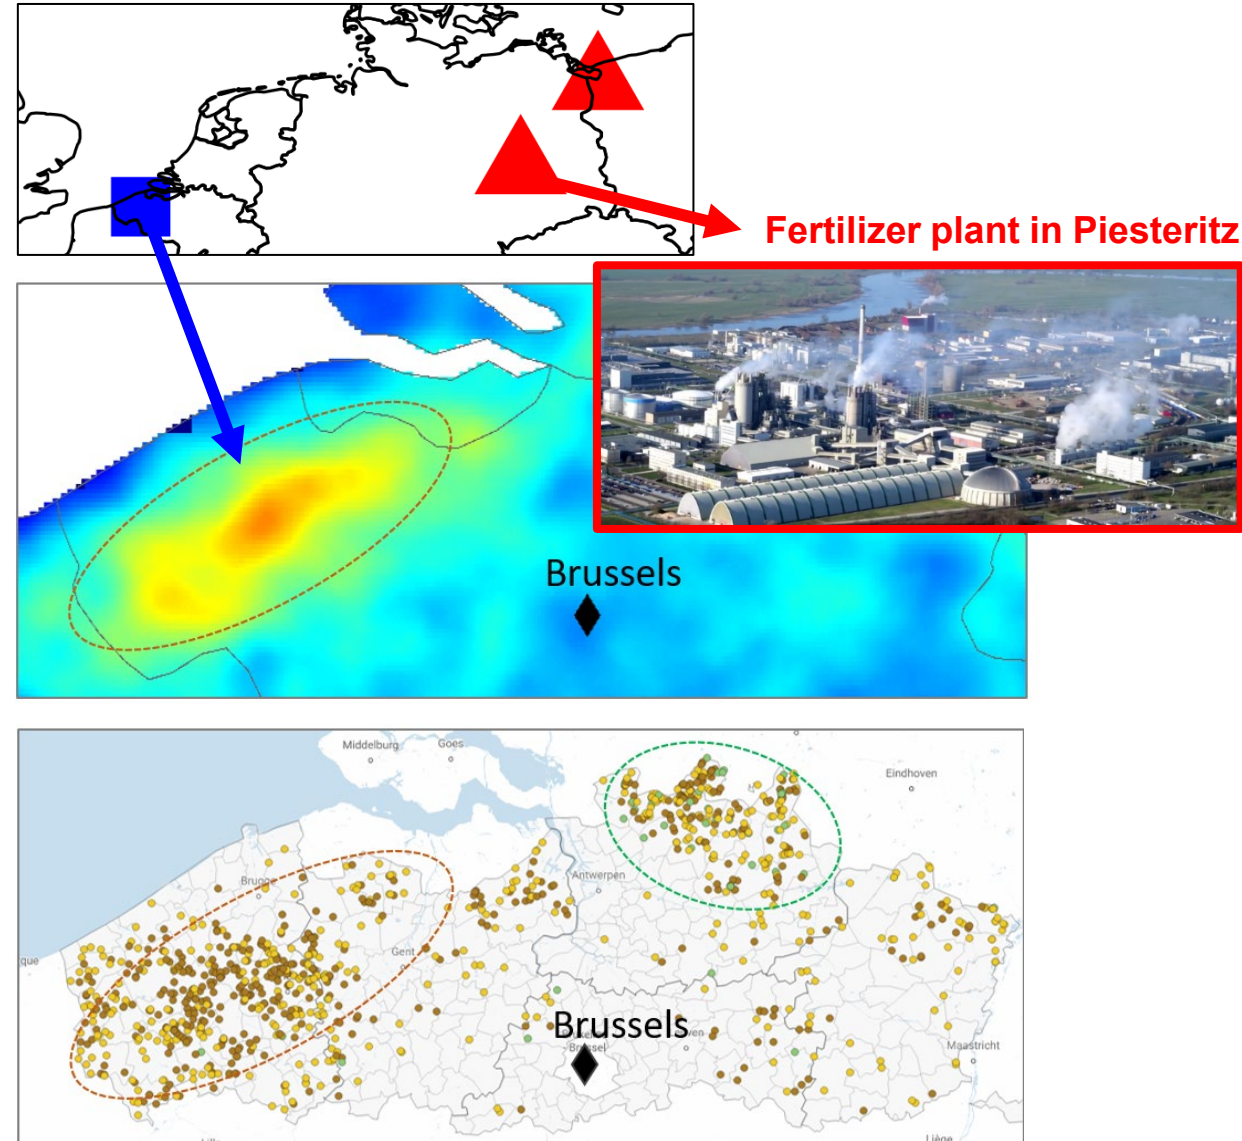 Fertilizer plant in Piesteritz
Brussels
Middelburg
Goes
Eindhoven
Brugge
Antwerpen
Gent
que
Brussels
Brussel
Maastricht
Liège